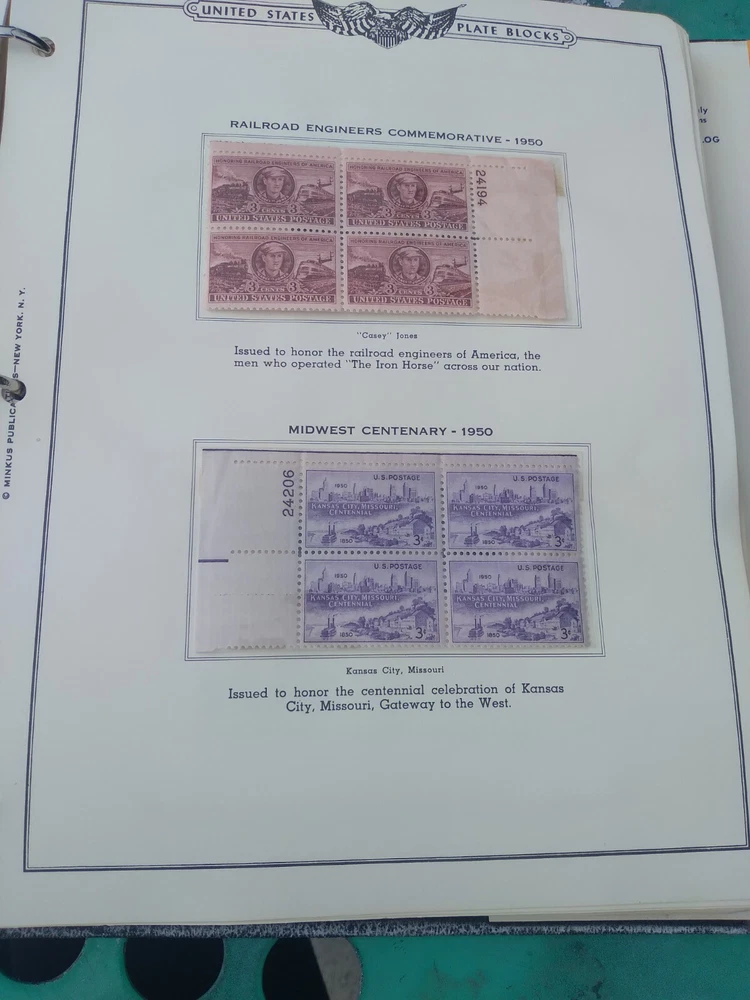 UNITED STATES PLATE BLOCKS
RAILROAD ENGINEERS COMMEMORATIVE - 1950
HONORING RAILROAD ENGINEERS OF AMERICA
3 CENTS 3
UNITED STATES POSTAGE
HONORING RAILROAD ENGINEERS OF AMERICA
3 CENTS 3
UNITED STATES POSTAGE
24194
HONORING RAILROAD ENGINEERS OF AMERICA
3 CENTS 3
UNITED STATES POSTAGE
HONORING RAILROAD ENGINEERS OF AMERICA
3 CENTS 3
UNITED STATES POSTAGE
"Casey" Jones
Issued to honor the railroad engineers of America, the
men who operated "The Iron Horse" across our nation.
MIDWEST CENTENARY - 1950
24206
U.S. POSTAGE
1950
KANSAS CITY, MISSOURI,
CENTENNIAL
1850
3¢
U.S. POSTAGE
1950
KANSAS CITY, MISSOURI,
CENTENNIAL
1850
3¢
U.S. POSTAGE
1950
KANSAS CITY, MISSOURI,
CENTENNIAL
1850
3¢
U.S. POSTAGE
1950
KANSAS CITY, MISSOURI,
CENTENNIAL
1850
3¢
Kansas City, Missouri
Issued to honor the centennial celebration of Kansas
City, Missouri, Gateway to the West.
© MINKUS PUBLICA S—NEW YORK, N. Y.
OG